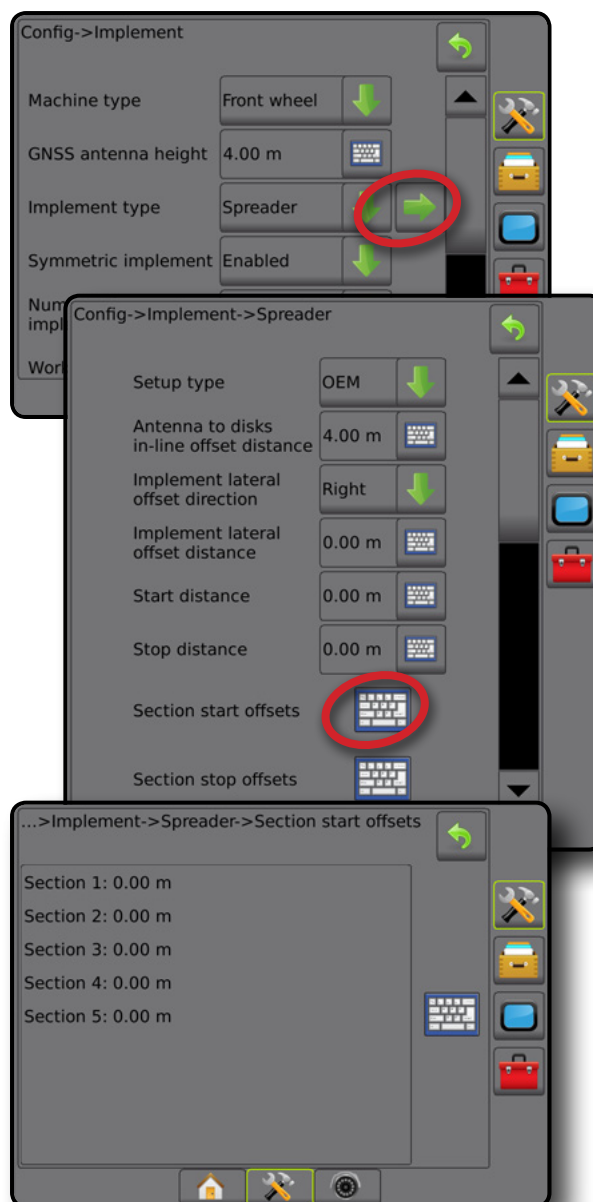 Config->Implement
Machine type
Front wheel
GNSS antenna height
4.00 m
Implement type
Spreader
Symmetric implement
Enabled
Num
impl
Wor
Config->Implement->Spreader
Setup type
OEM
Antenna to disks
in-line offset distance
4.00 m
Implement lateral
offset direction
Right
Implement lateral
offset distance
0.00 m
Start distance
0.00 m
Stop distance
0.00 m
Section start offsets
Section stop offsets
...>Implement->Spreader->Section start offsets
Section 1: 0.00 m
Section 2: 0.00 m
Section 3: 0.00 m
Section 4: 0.00 m
Section 5: 0.00 m